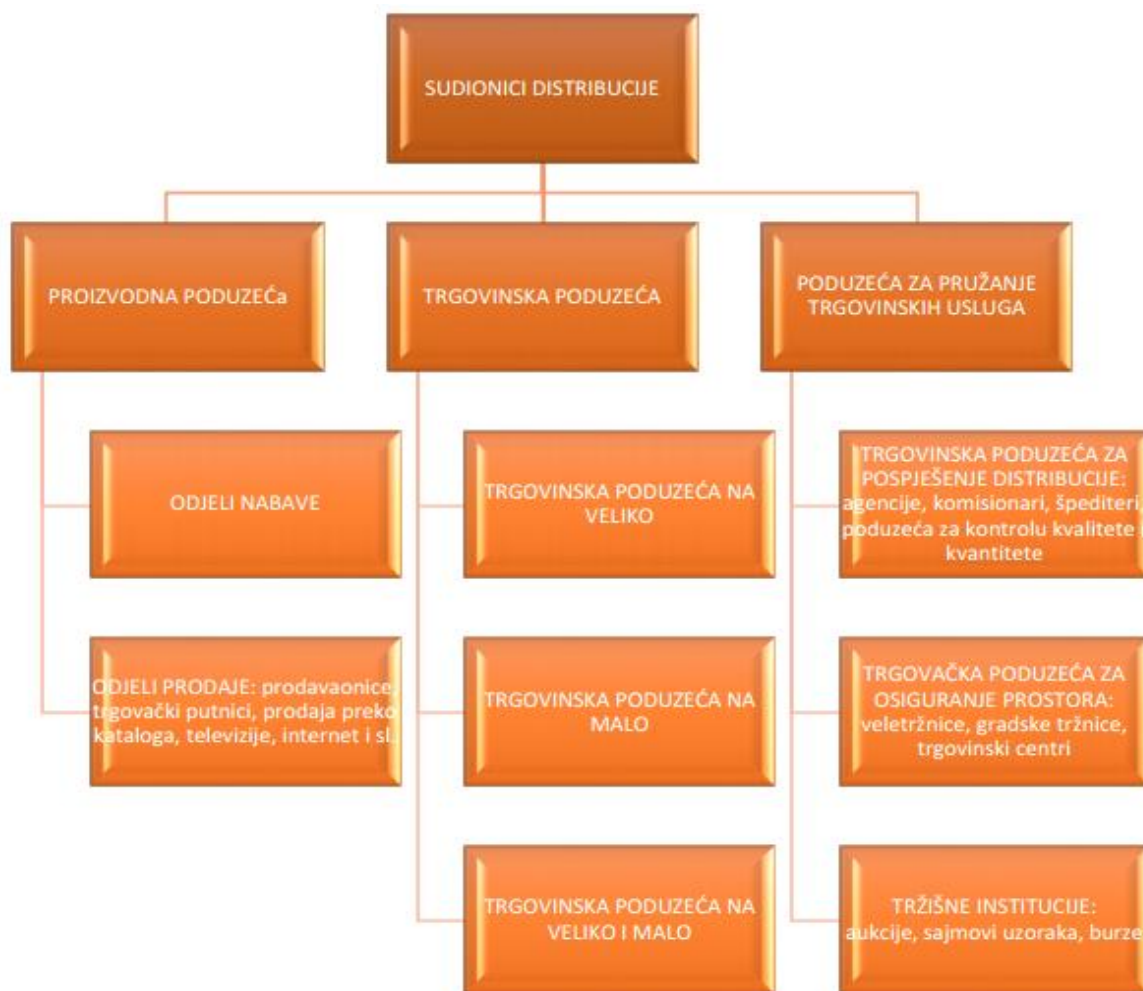 SUDIONICI DISTRIBUCIJE
PROIZVODNA PODUZEĆa
TRGOVINSKA PODUZEĆA
PODUZEĆA ZA PRUŽANJE
TRGOVINSKIH USLUGA
ODJELI NABAVE
ODJELI PRODAJE: prodavaonice,
trgovački putnici, prodaja preko
kataloga, televizije, internet i sl.
TRGOVINSKA PODUZEĆA NA
VELIKO
TRGOVINSKA PODUZEĆA NA
MALO
TRGOVINSKA PODUZEĆA NA
VELIKO I MALO
TRGOVINSKA PODUZEĆA ZA
POSPJEŠENJE DISTRIBUCIJE:
agencije, komisionari, špediteri,
poduzeća za kontrolu kvalitete
kvantitete
TRGOVAČKA PODUZEĆA ZA
OSIGURANJE PROSTORA:
veletržnice, gradske tržnice,
trgovinski centri
TRŽIŠNE INSTITUCIJE:
aukcije, sajmovi uzoraka, burze